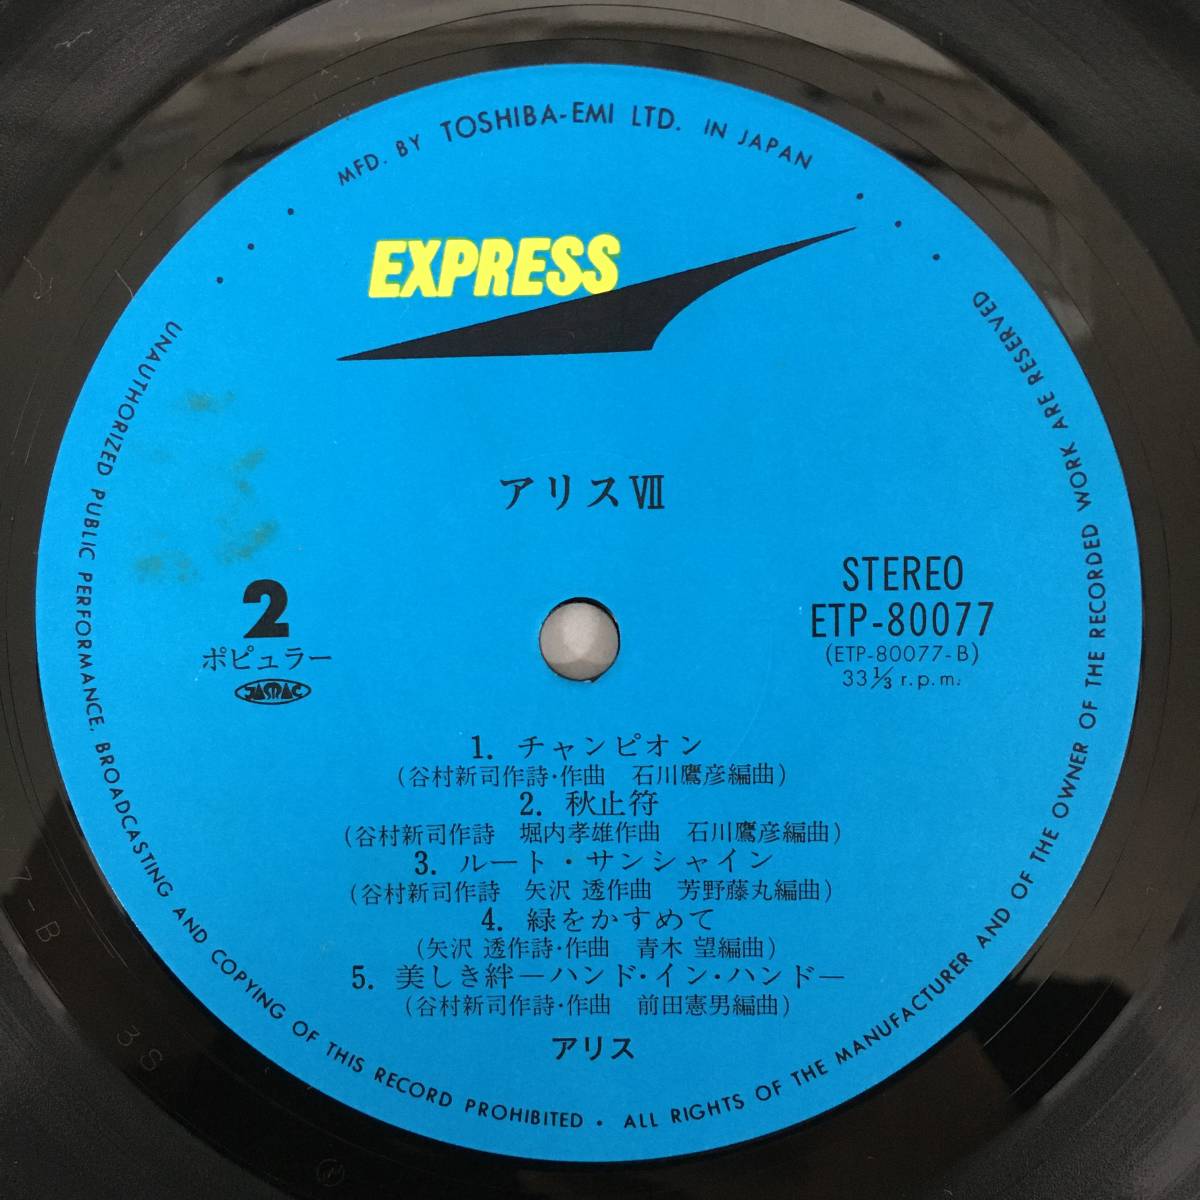 MFD. BY TOSHIBA-EMI LTD. IN JAPAN
EXPRESS
アリスⅦ
STEREO
ETP-80077
(ETP-80077-B)
33⅓ r.p.m.
2
ポピュラー
JASRAC
1. チャンピオン
(谷村新司作詩・作曲 石川鷹彦編曲)
2. 秋止符
(谷村新司作詩 堀内孝雄作曲 石川鷹彦編曲)
3. ルート・サンシャイン
(谷村新司作詩 矢沢 透作曲 芳野藤丸編曲)
4. 緑をかすめて
(矢沢 透作詩・作曲 青木 望編曲)
5. 美しき絆―ハンド・イン・ハンド―
(谷村新司作詩・作曲 前田憲男編曲)
アリス
UNAUTHORIZED PUBLIC PERFORMANCE, BROADCASTING AND COPYING OF THIS RECORD PROHIBITED • ALL RIGHTS OF THE MANUFACTURER AND OF THE OWNER OF THE RECORDED WORK ARE RESERVED
7-B
3S